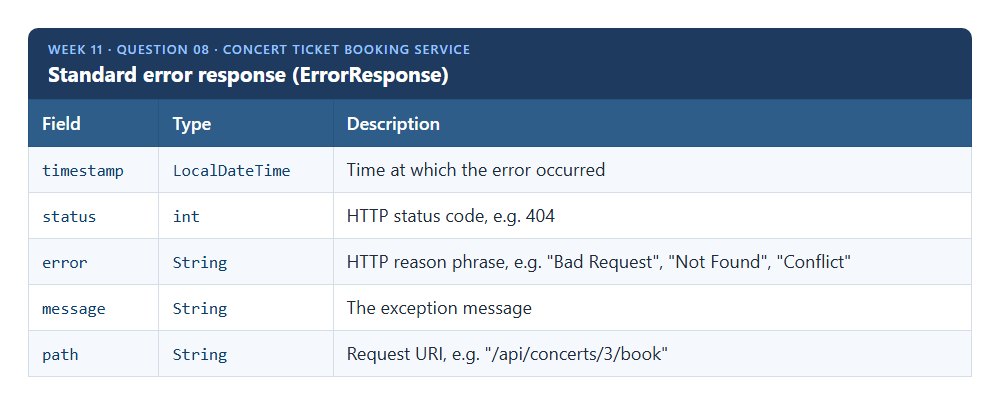 WEEK 11 · QUESTION 08 · CONCERT TICKET BOOKING SERVICE
Standard error response (ErrorResponse)
Field Type Description
timestamp LocalDateTime Time at which the error occurred
status int HTTP status code, e.g. 404
error String HTTP reason phrase, e.g. "Bad Request", "Not Found", "Conflict"
message String The exception message
path String Request URI, e.g. "/api/concerts/3/book"